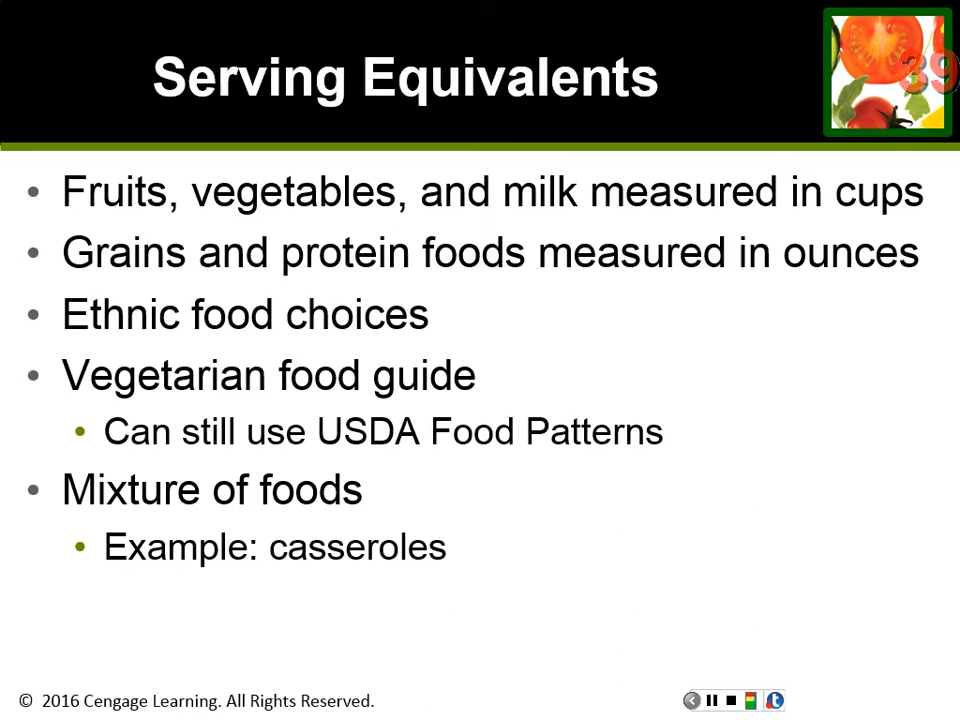 Serving Equivalents
39
• Fruits, vegetables, and milk measured in cups
• Grains and protein foods measured in ounces
• Ethnic food choices
• Vegetarian food guide
• Can still use USDA Food Patterns
• Mixture of foods
• Example: casseroles
© 2016 Cengage Learning. All Rights Reserved.
t